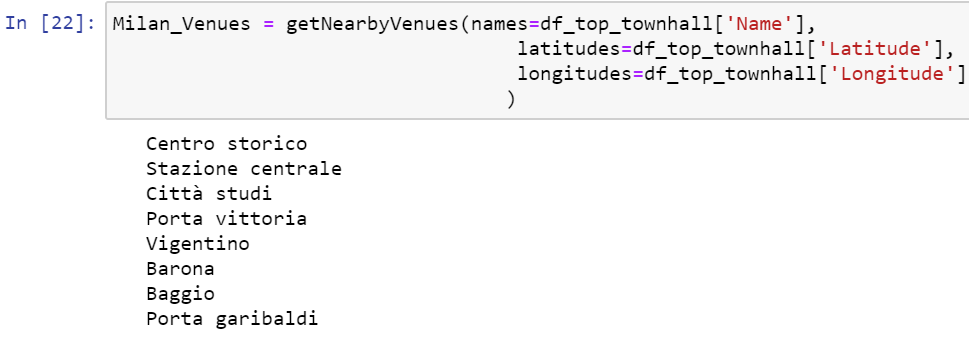 In [22]: Milan_Venues = getNearbyVenues(names=df_top_townhall['Name'],
latitudes=df_top_townhall['Latitude'],
longitudes=df_top_townhall['Longitude']
)
Centro storico
Stazione centrale
Città studi
Porta vittoria
Vigentino
Barona
Baggio
Porta garibaldi